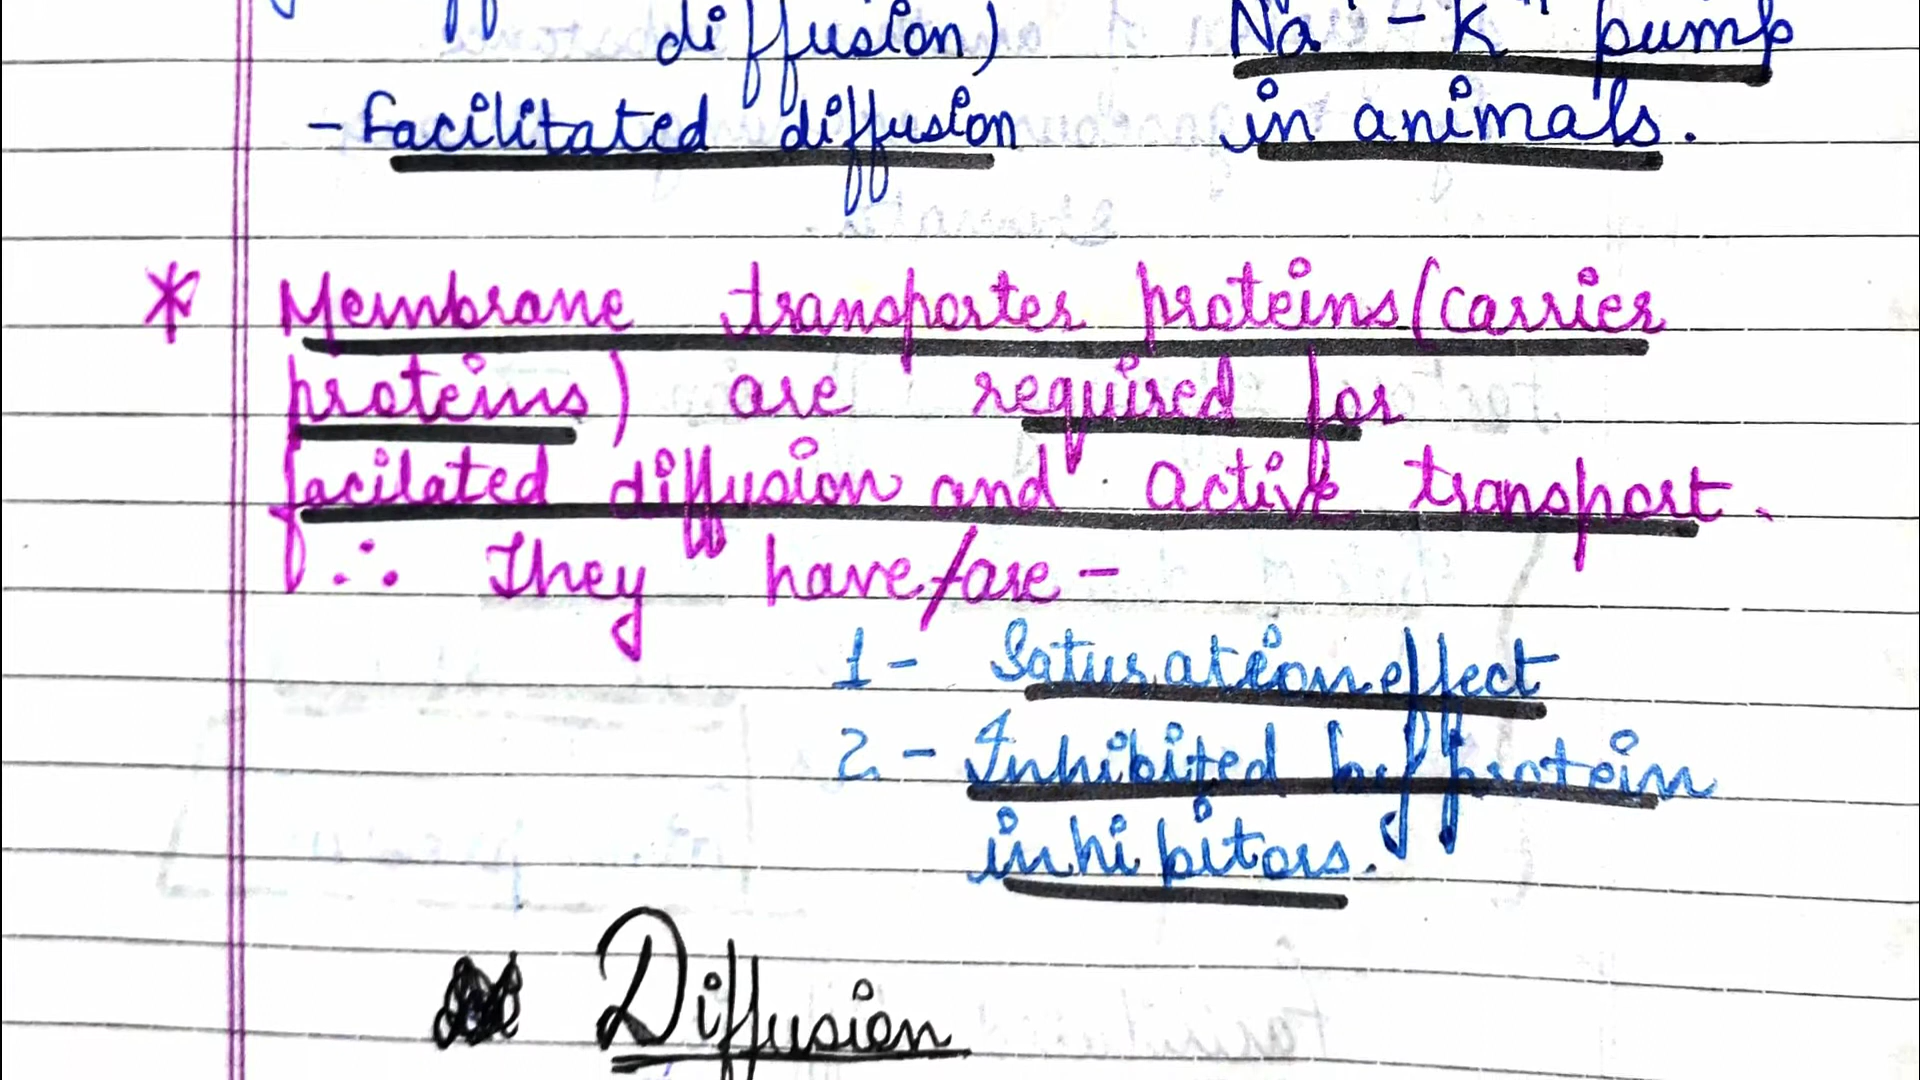 diffusion) Na⁺ - K⁺ pump
- facilitated diffusion in animals.
* Membrane transporter proteins (carrier
proteins) are required for
facilated diffusion and active transport.
∴ They have/are -
1 - Saturation effect
2 - Inhibited by protein
inhibitors.
Diffusion